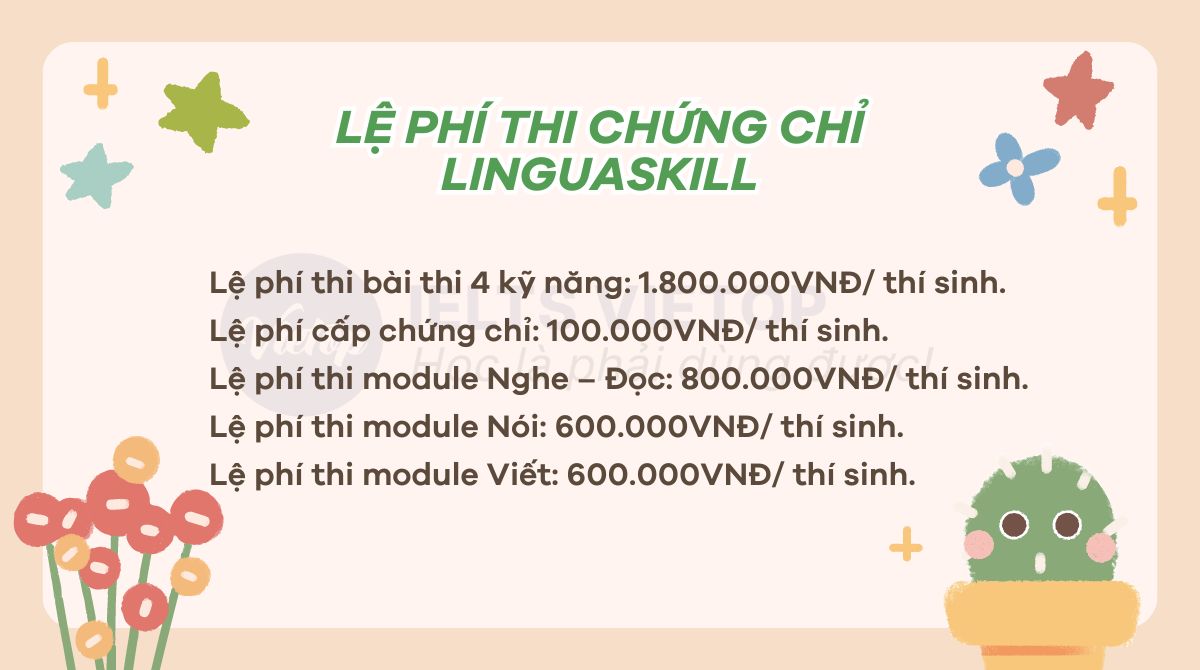 LỆ PHÍ THI CHỨNG CHỈ
LINGUASKILL
Lệ phí thi bài thi 4 kỹ năng: 1.800.000VNĐ/ thí sinh.
Lệ phí cấp chứng chỉ: 100.000VNĐ/ thí sinh.
Lệ phí thi module Nghe – Đọc: 800.000VNĐ/ thí sinh.
Lệ phí thi module Nói: 600.000VNĐ/ thí sinh.
Lệ phí thi module Viết: 600.000VNĐ/ thí sinh.
Vietop
IELTS VIETOP
Học là phải dùng được!